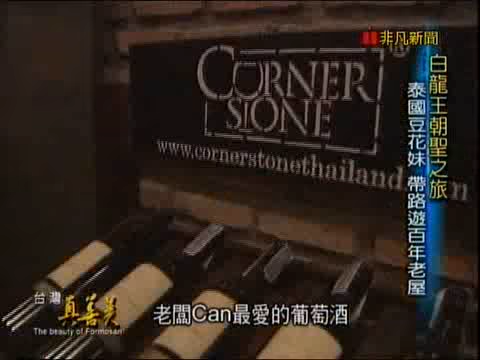 非凡新聞
CORNER
STONE
www.cornerstonethailand.com
白龍王朝聖之旅
泰國豆花妹 帶路遊百年老屋
台灣
真善美
The beauty of Formosan
老闆Can最愛的葡萄酒